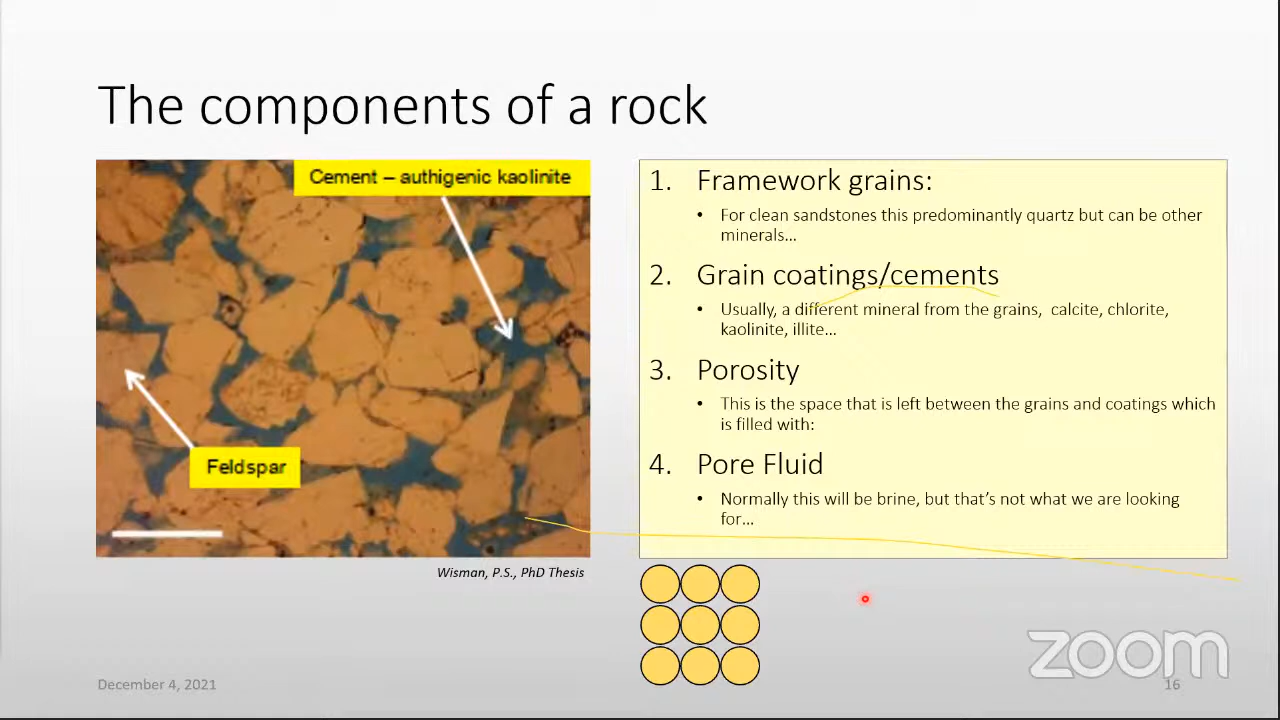 The components of a rock
Cement – authigenic kaolinite
Feldspar
Wisman, P.S., PhD Thesis
1. Framework grains:
• For clean sandstones this predominantly quartz but can be other
minerals…
2. Grain coatings/cements
• Usually, a different mineral from the grains, calcite, chlorite,
kaolinite, illite…
3. Porosity
• This is the space that is left between the grains and coatings which
is filled with:
4. Pore Fluid
• Normally this will be brine, but that’s not what we are looking
for…
zoom
December 4, 2021
16